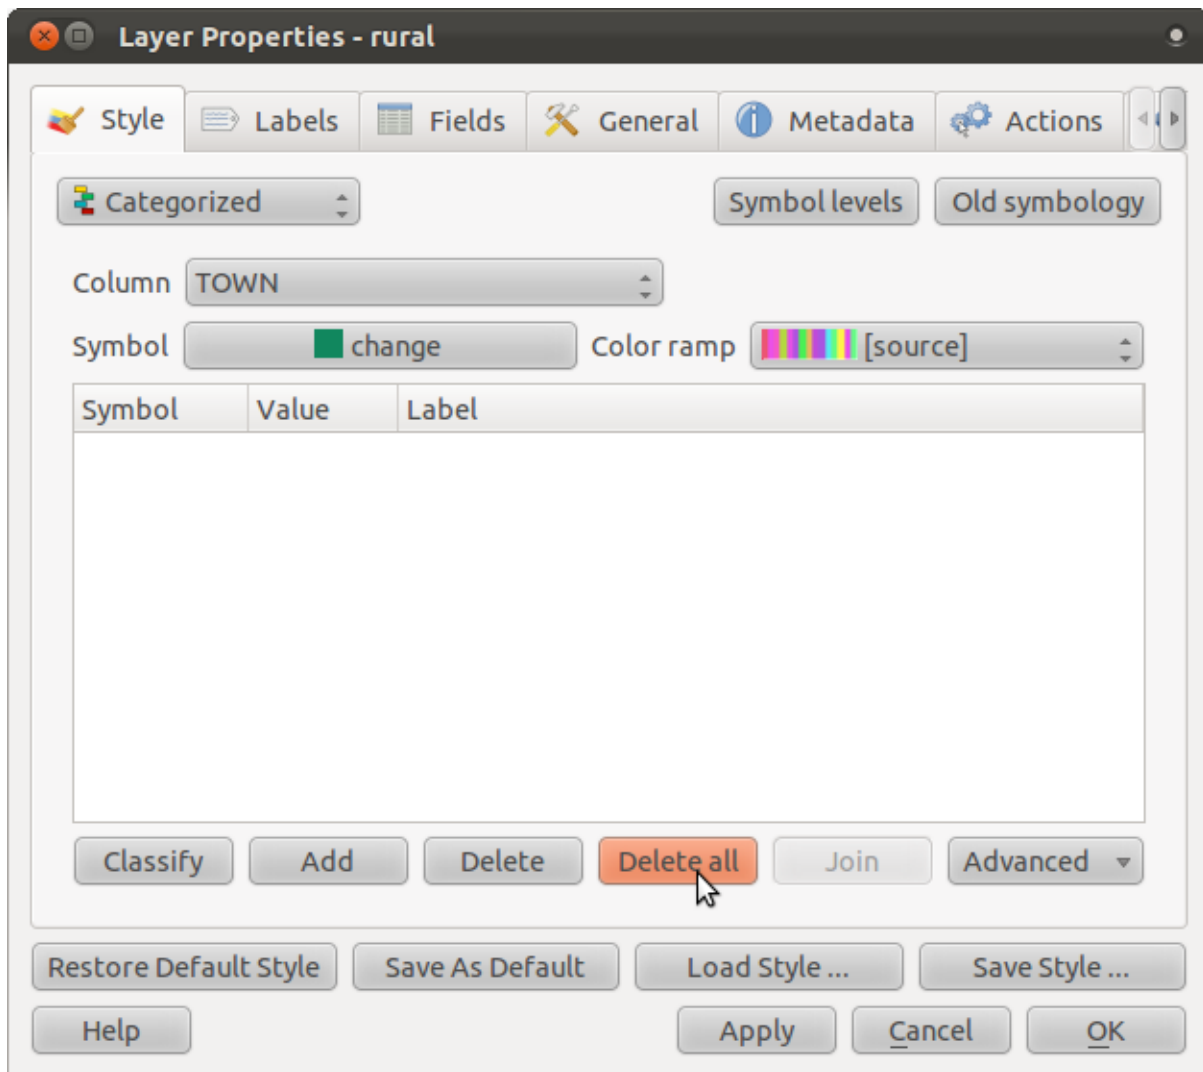 Layer Properties - rural
Style Labels Fields General Metadata Actions
Categorized Symbol levels Old symbology
Column TOWN
Symbol change Color ramp [source]
Symbol Value Label
Classify Add Delete Delete all Join Advanced
Restore Default Style Save As Default Load Style ... Save Style ...
Help Apply Cancel OK